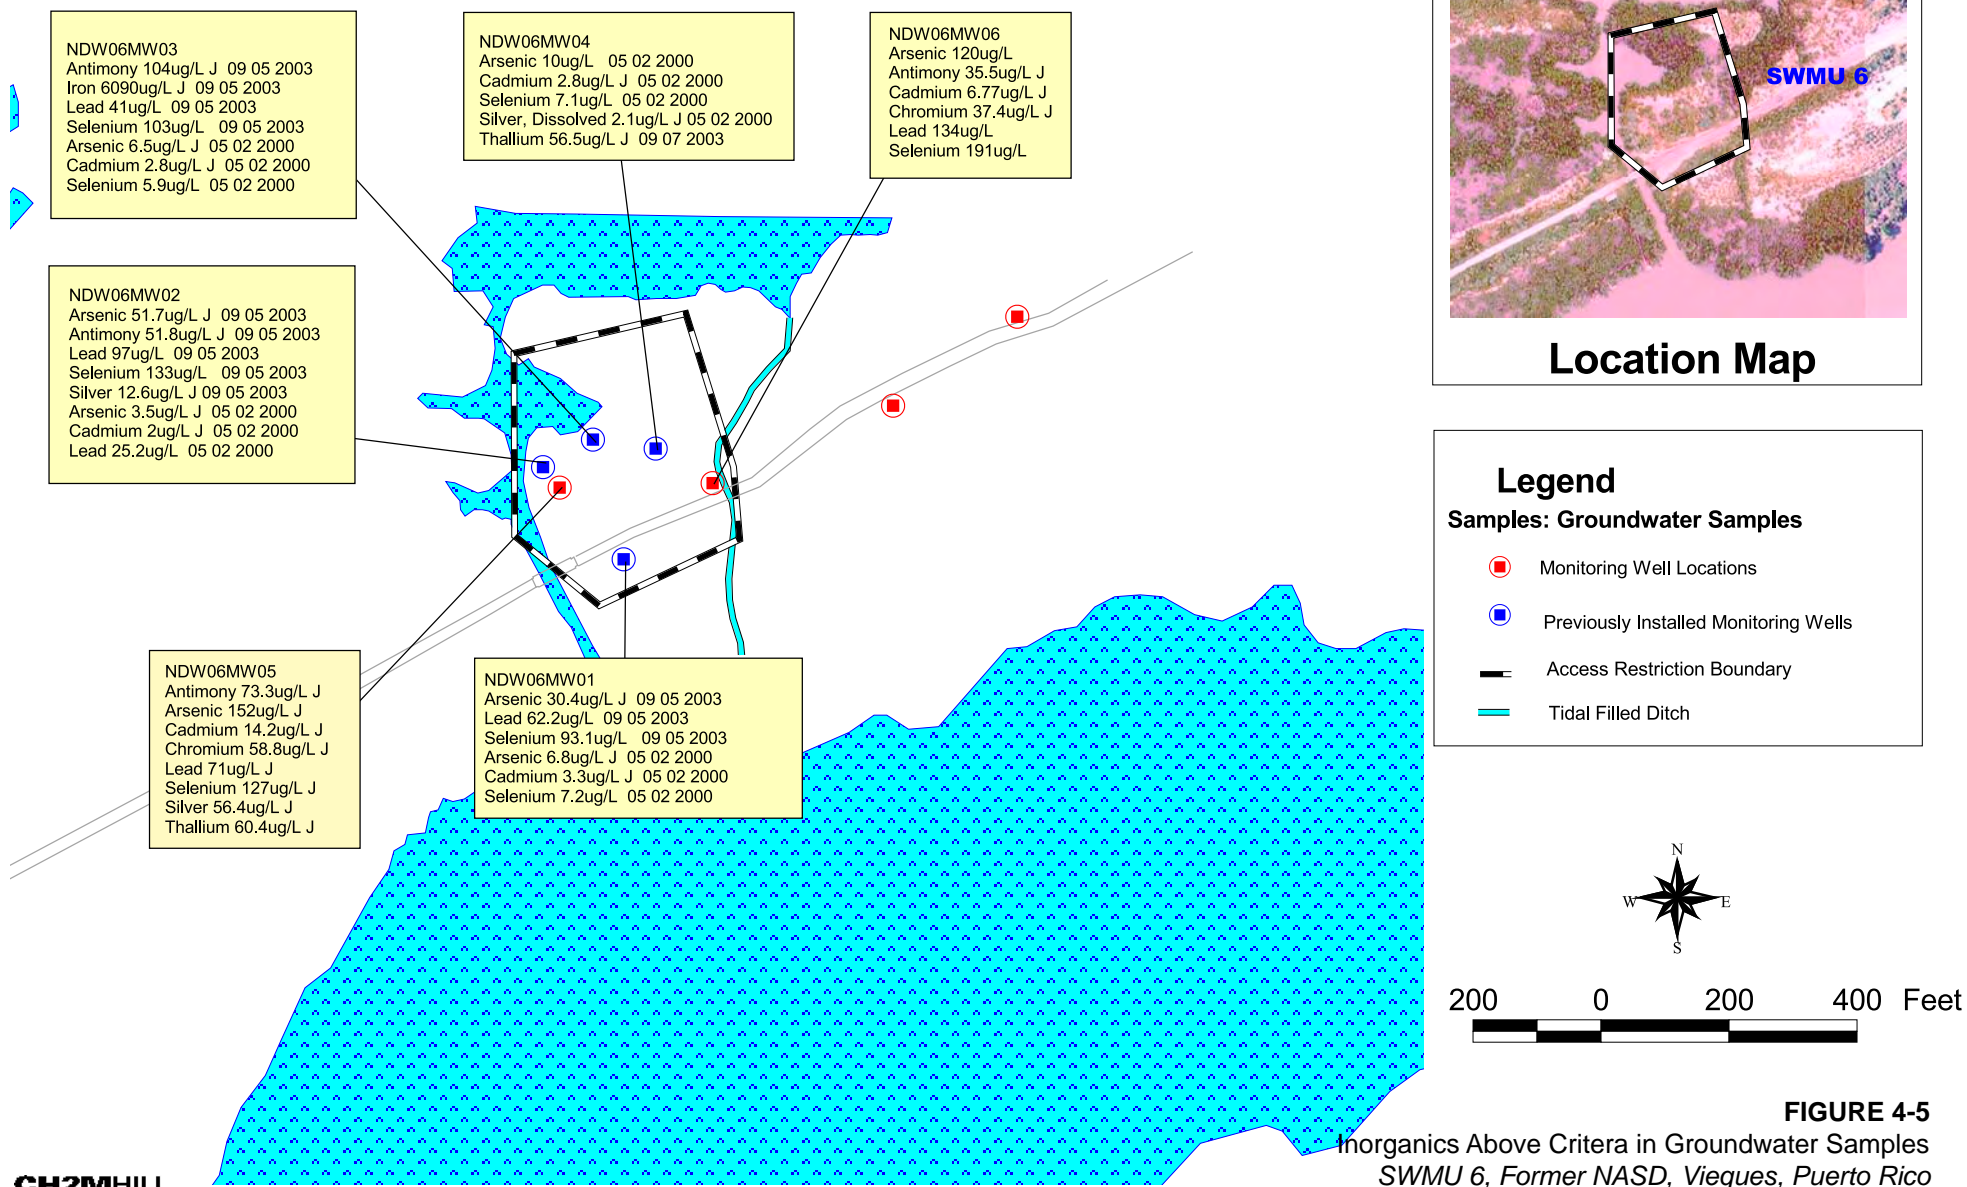 NDW06MW03
Antimony 104ug/L J 09 05 2003
Iron 6090ug/L J 09 05 2003
Lead 41ug/L 09 05 2003
Selenium 103ug/L 09 05 2003
Arsenic 6.5ug/L J 05 02 2000
Cadmium 2.8ug/L J 05 02 2000
Selenium 5.9ug/L 05 02 2000
NDW06MW04
Arsenic 10ug/L 05 02 2000
Cadmium 2.8ug/L J 05 02 2000
Selenium 7.1ug/L 05 02 2000
Silver, Dissolved 2.1ug/L J 05 02 2000
Thallium 56.5ug/L J 09 07 2003
NDW06MW06
Arsenic 120ug/L
Antimony 35.5ug/L J
Cadmium 6.77ug/L J
Chromium 37.4ug/L J
Lead 134ug/L
Selenium 191ug/L
SWMU 6
Location Map
NDW06MW02
Arsenic 51.7ug/L J 09 05 2003
Antimony 51.8ug/L J 09 05 2003
Lead 97ug/L 09 05 2003
Selenium 133ug/L 09 05 2003
Silver 12.6ug/L J 09 05 2003
Arsenic 3.5ug/L J 05 02 2000
Cadmium 2ug/L J 05 02 2000
Lead 25.2ug/L 05 02 2000
Legend
Samples: Groundwater Samples
Monitoring Well Locations
Previously Installed Monitoring Wells
Access Restriction Boundary
Tidal Filled Ditch
NDW06MW05
Antimony 73.3ug/L J
Arsenic 152ug/L J
Cadmium 14.2ug/L J
Chromium 58.8ug/L J
Lead 71ug/L J
Selenium 127ug/L J
Silver 56.4ug/L J
Thallium 60.4ug/L J
NDW06MW01
Arsenic 30.4ug/L J 09 05 2003
Lead 62.2ug/L 09 05 2003
Selenium 93.1ug/L 09 05 2003
Arsenic 6.8ug/L J 05 02 2000
Cadmium 3.3ug/L J 05 02 2000
Selenium 7.2ug/L 05 02 2000
N
W E
S
200 0 200 400 Feet
FIGURE 4-5
Inorganics Above Critera in Groundwater Samples
SWMU 6, Former NASD, Vieques, Puerto Rico
CH2MHILL